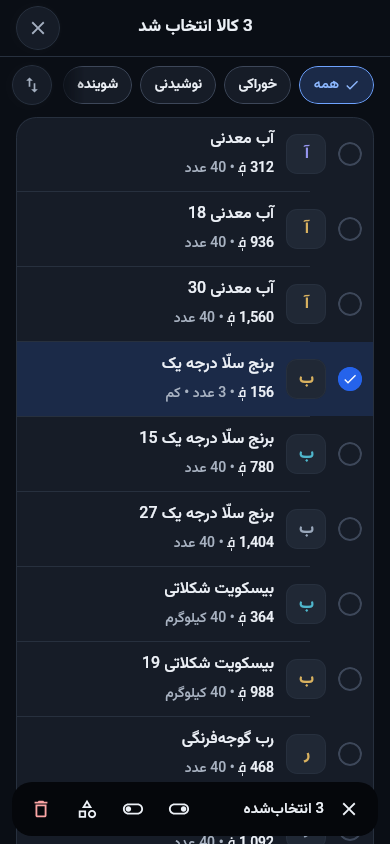 3 کالا انتخاب شد
همه
خوراکی
نوشیدنی
شوینده
آ
آب معدنی
312 ؋ • 40 عدد
آ
آب معدنی 18
936 ؋ • 40 عدد
آ
آب معدنی 30
1,560 ؋ • 40 عدد
ب
برنج سلّا درجه یک
156 ؋ • 3 عدد • کم
ب
برنج سلّا درجه یک 15
780 ؋ • 40 عدد
ب
برنج سلّا درجه یک 27
1,404 ؋ • 40 عدد
ب
بیسکویت شکلاتی
364 ؋ • 40 کیلوگرم
ب
بیسکویت شکلاتی 19
988 ؋ • 40 کیلوگرم
ر
رب گوجه‌فرنگی
468 ؋ • 40 عدد
3 انتخاب‌شده